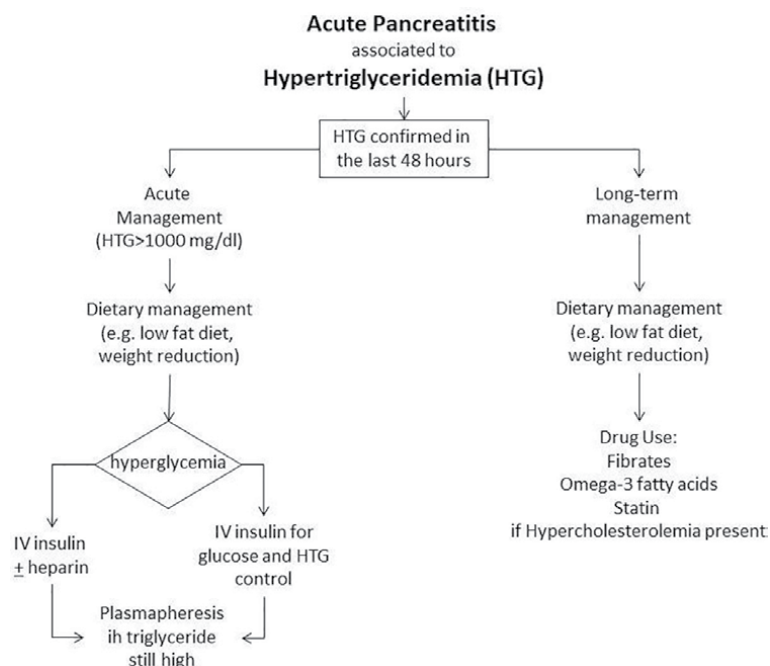 Acute Pancreatitis
associated to
Hypertriglyceridemia (HTG)
HTG confirmed in
the last 48 hours
Acute
Management
(HTG>1000 mg/dl)
Long-term
management
Dietary management
(e.g. low fat diet,
weight reduction)
Dietary management
(e.g. low fat diet,
weight reduction)
hyperglycemia
Drug Use:
Fibrates
Omega-3 fatty acids
Statin
if Hypercholesterolemia present:
IV insulin
± heparin
IV insulin for
glucose and HTG
control
Plasmapheresis
ih triglyceride
still high